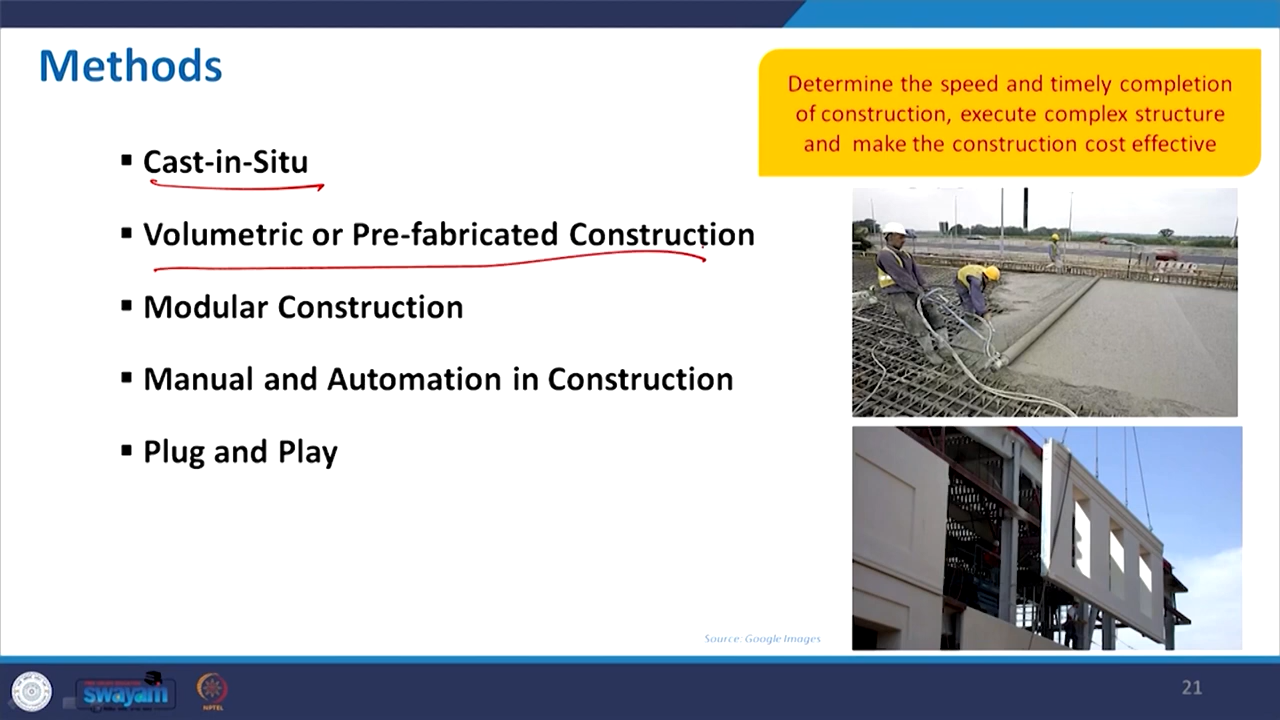 Methods
Determine the speed and timely completion
of construction, execute complex structure
and make the construction cost effective
▪ Cast-in-Situ
▪ Volumetric or Pre-fabricated Construction
▪ Modular Construction
▪ Manual and Automation in Construction
▪ Plug and Play
Source: Google Images
swayam
NPTEL
21